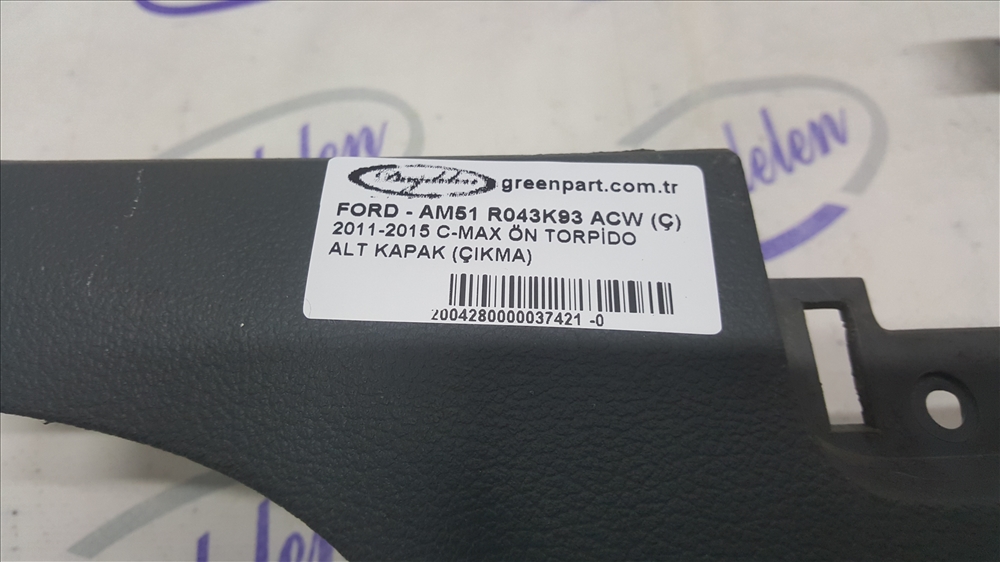 greenpart.com.tr
FORD - AM51 R043K93 ACW (Ç)
2011-2015 C-MAX ÖN TORPİDO
ALT KAPAK (ÇIKMA)
2004280000037421 -0